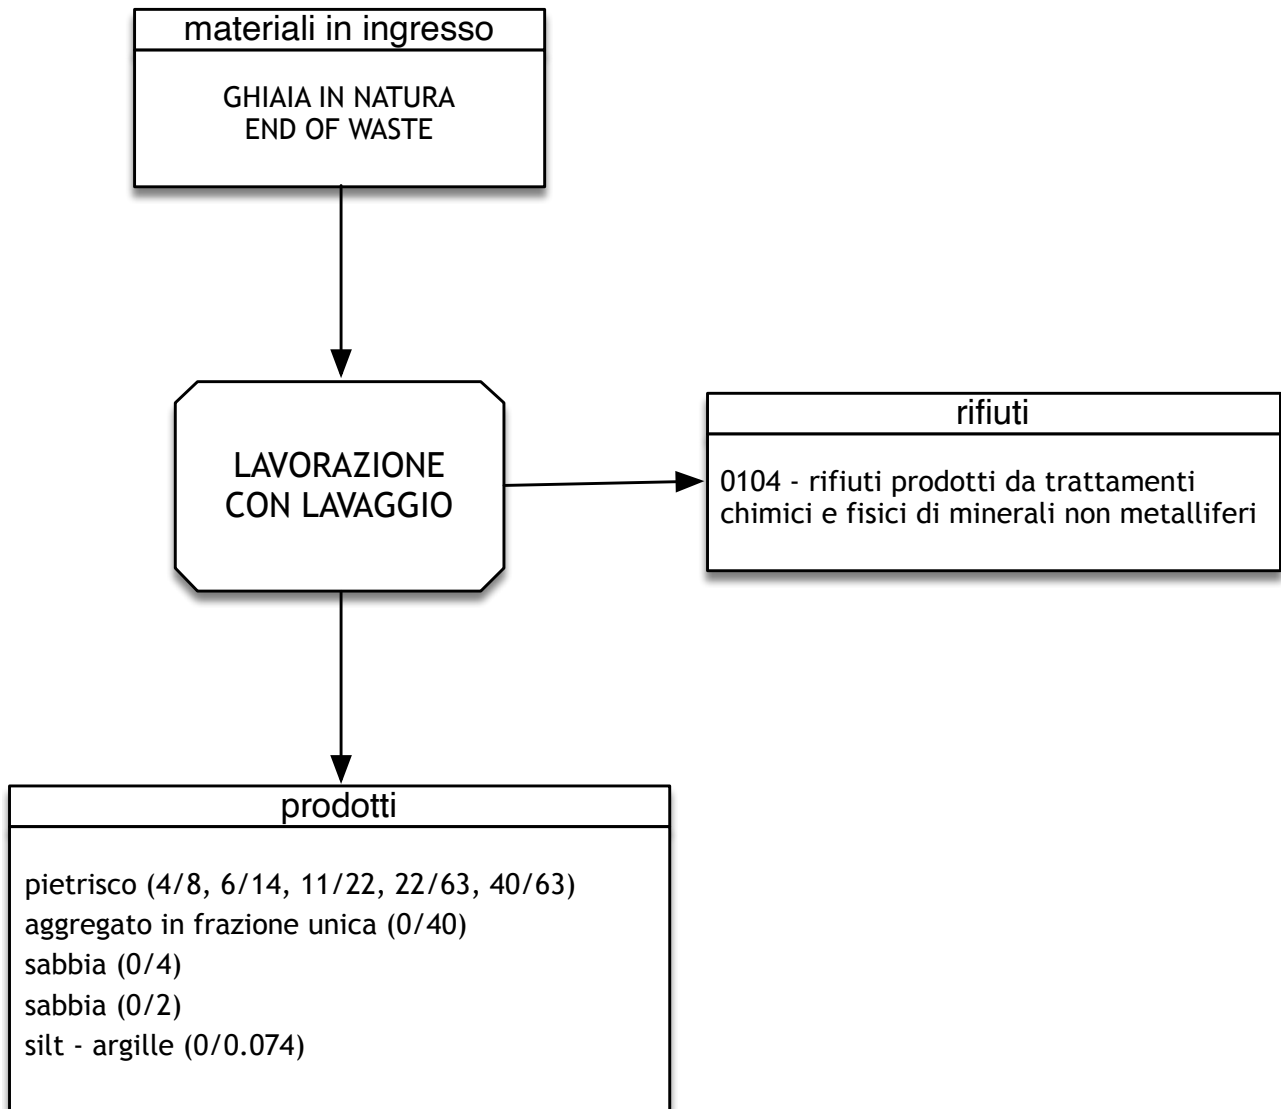 materiali in ingresso
GHIAIA IN NATURA
END OF WASTE
LAVORAZIONE
CON LAVAGGIO
rifiuti
0104 - rifiuti prodotti da trattamenti
chimici e fisici di minerali non metalliferi
prodotti
pietrisco (4/8, 6/14, 11/22, 22/63, 40/63)
aggregato in frazione unica (0/40)
sabbia (0/4)
sabbia (0/2)
silt - argille (0/0.074)